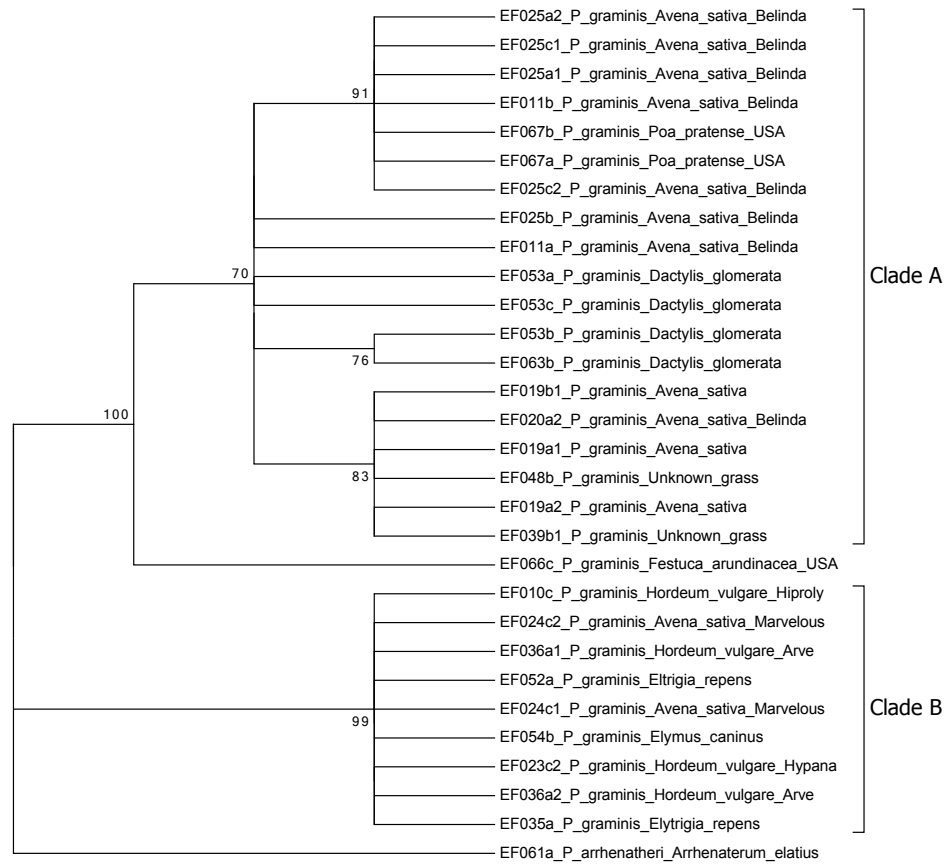 EF025a2_P_graminis_Avena_sativa_Belinda
EF025c1_P_graminis_Avena_sativa_Belinda
EF025a1_P_graminis_Avena_sativa_Belinda
91
EF011b_P_graminis_Avena_sativa_Belinda
EF067b_P_graminis_Poa_pratense_USA
EF067a_P_graminis_Poa_pratense_USA
EF025c2_P_graminis_Avena_sativa_Belinda
EF025b_P_graminis_Avena_sativa_Belinda
EF011a_P_graminis_Avena_sativa_Belinda
70
EF053a_P_graminis_Dactylis_glomerata
Clade A
EF053c_P_graminis_Dactylis_glomerata
EF053b_P_graminis_Dactylis_glomerata
76
EF063b_P_graminis_Dactylis_glomerata
EF019b1_P_graminis_Avena_sativa
100
EF020a2_P_graminis_Avena_sativa_Belinda
EF019a1_P_graminis_Avena_sativa
83
EF048b_P_graminis_Unknown_grass
EF019a2_P_graminis_Avena_sativa
EF039b1_P_graminis_Unknown_grass
EF066c_P_graminis_Festuca_arundinacea_USA
EF010c_P_graminis_Hordeum_vulgare_Hiproly
EF024c2_P_graminis_Avena_sativa_Marvelous
EF036a1_P_graminis_Hordeum_vulgare_Arve
EF052a_P_graminis_Eltrigia_repens
EF024c1_P_graminis_Avena_sativa_Marvelous
Clade B
99
EF054b_P_graminis_Elymus_caninus
EF023c2_P_graminis_Hordeum_vulgare_Hypana
EF036a2_P_graminis_Hordeum_vulgare_Arve
EF035a_P_graminis_Elytrigia_repens
EF061a_P_arrhenatheri_Arrhenaterum_elatius